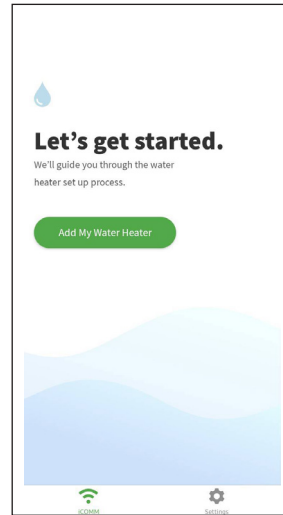 Let's get started.
We'll guide you through the water
heater set up process.
Add My Water Heater
iCOMM
Settings